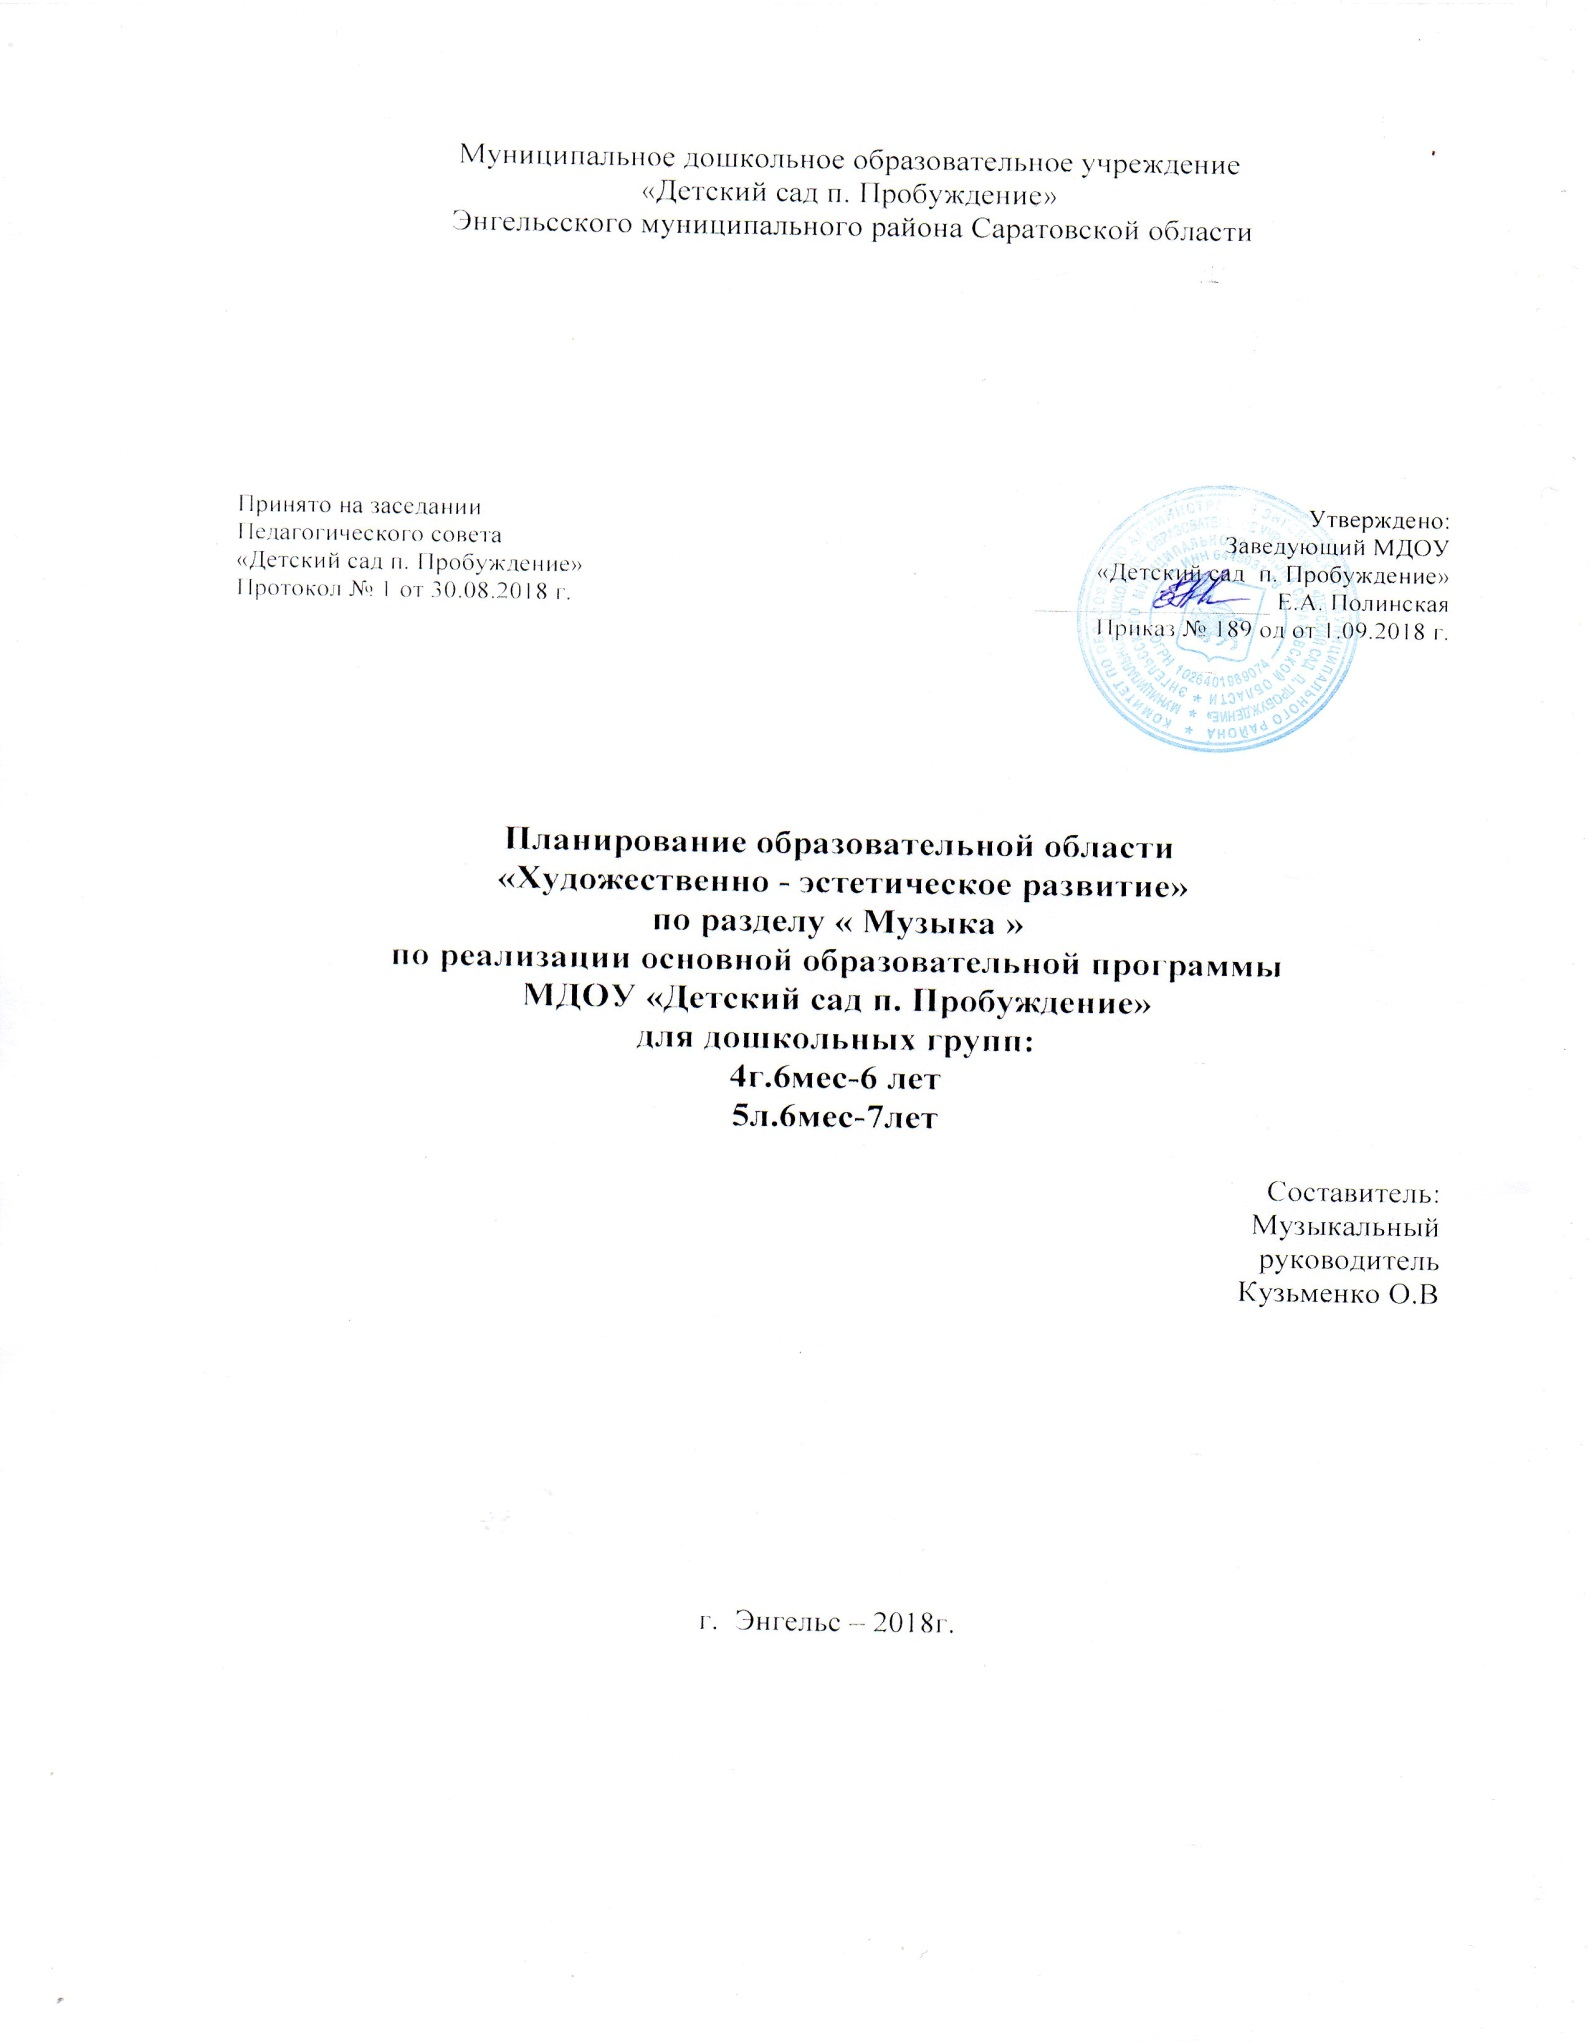 Муниципальное дошкольное образовательное учреждение
«Детский сад п. Пробуждение»
Энгельсского муниципального района Саратовской области
Принято на заседании
Педагогического совета
«Детский сад п. Пробуждение»
Протокол № 1 от 30.08.2018 г.
Утверждено:
Заведующий МДОУ
«Детский сад п. Пробуждение»
Е.А. Полинская
Приказ № 189 од от 1.09.2018 г.
ОГРН 1026401989074
Планирование образовательной области
«Художественно - эстетическое развитие»
по разделу « Музыка »
по реализации основной образовательной программы
МДОУ «Детский сад п. Пробуждение»
для дошкольных групп:
4г.6мес-6 лет
5л.6мес-7лет
Составитель:
Музыкальный
руководитель
Кузьменко О.В
г. Энгельс – 2018г.